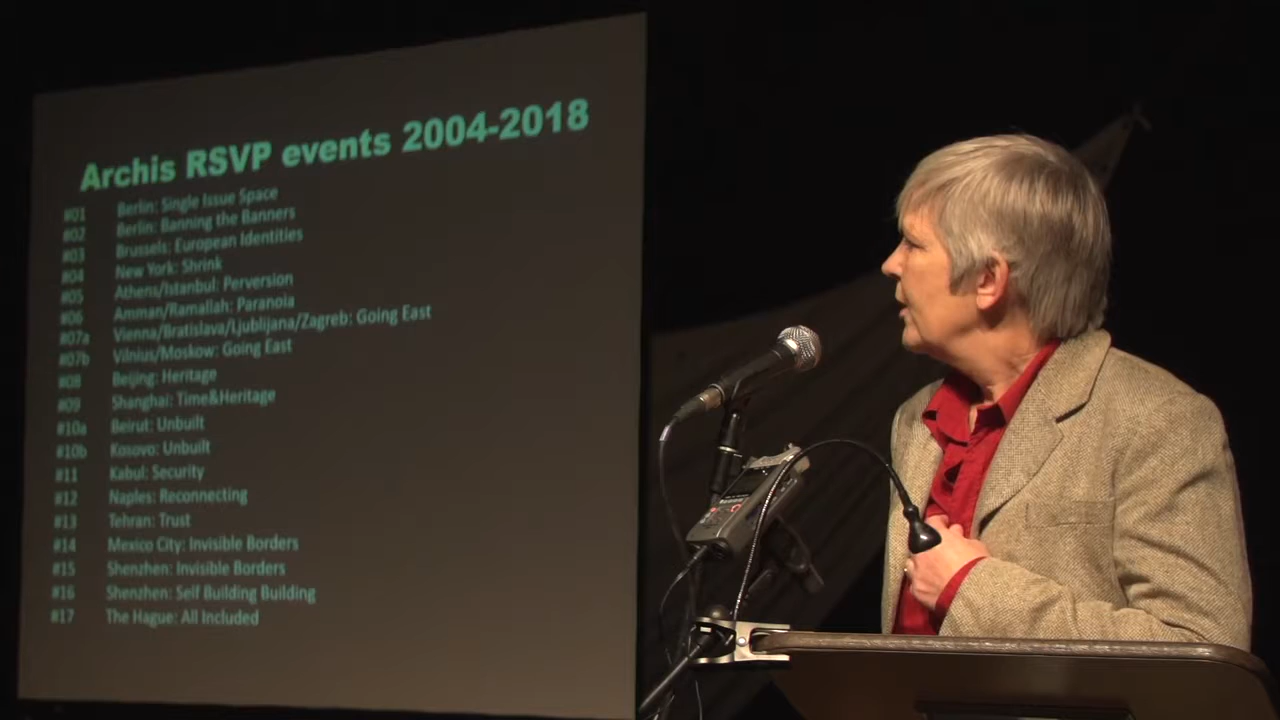 Archis RSVP events 2004-2018
#01 Berlin: Single Issue Space
#02 Berlin: Banning the Banners
#03 Brussels: European Identities
#04 New York: Shrink
#05 Athens/Istanbul: Perversion
#06 Amman/Ramallah: Paranoia
#07a Vienna/Bratislava/Ljublijana/Zagreb: Going East
#07b Vilnius/Moskow: Going East
#08 Beijing: Heritage
#09 Shanghai: Time&Heritage
#10a Beirut: Unbuilt
#10b Kosovo: Unbuilt
#11 Kabul: Security
#12 Naples: Reconnecting
#13 Tehran: Trust
#14 Mexico City: Invisible Borders
#15 Shenzhen: Invisible Borders
#16 Shenzhen: Self Building Building
#17 The Hague: All Included